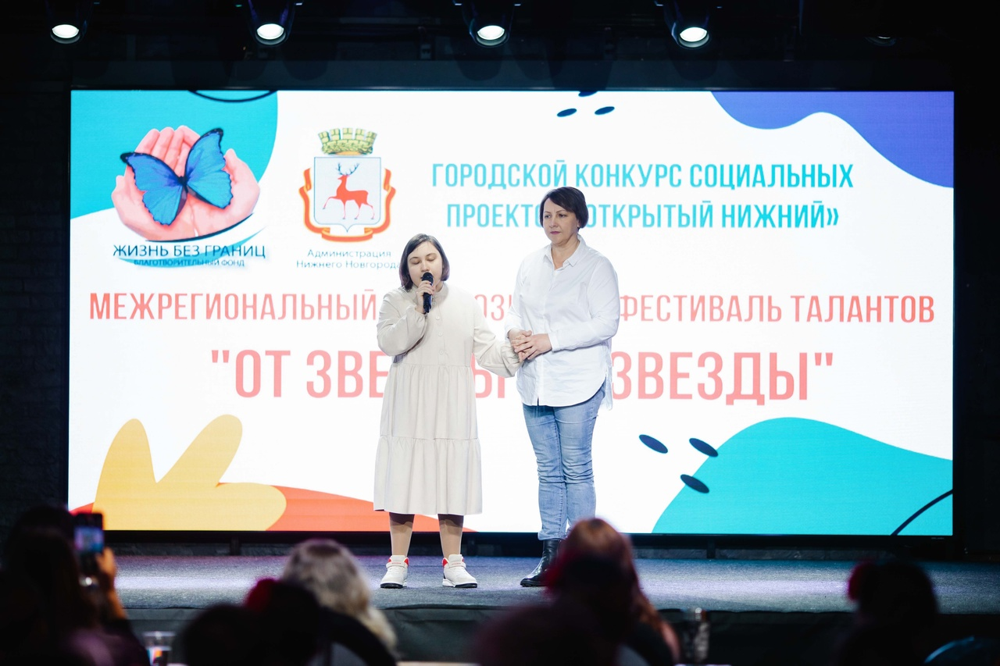 ЖИЗНЬ БЕЗ ГРАНИЦ
БЛАГОТВОРИТЕЛЬНЫЙ ФОНД
Администрация
Нижнего Новгорода
ГОРОДСКОЙ КОНКУРС СОЦИАЛЬНЫХ
ПРОЕКТО ОТКРЫТЫЙ НИЖНИЙ»
МЕЖРЕГИОНАЛЬНЫЙ ФЕСТИВАЛЬ ТАЛАНТОВ
"ОТ ЗВЕ ЗВЕЗДЫ"